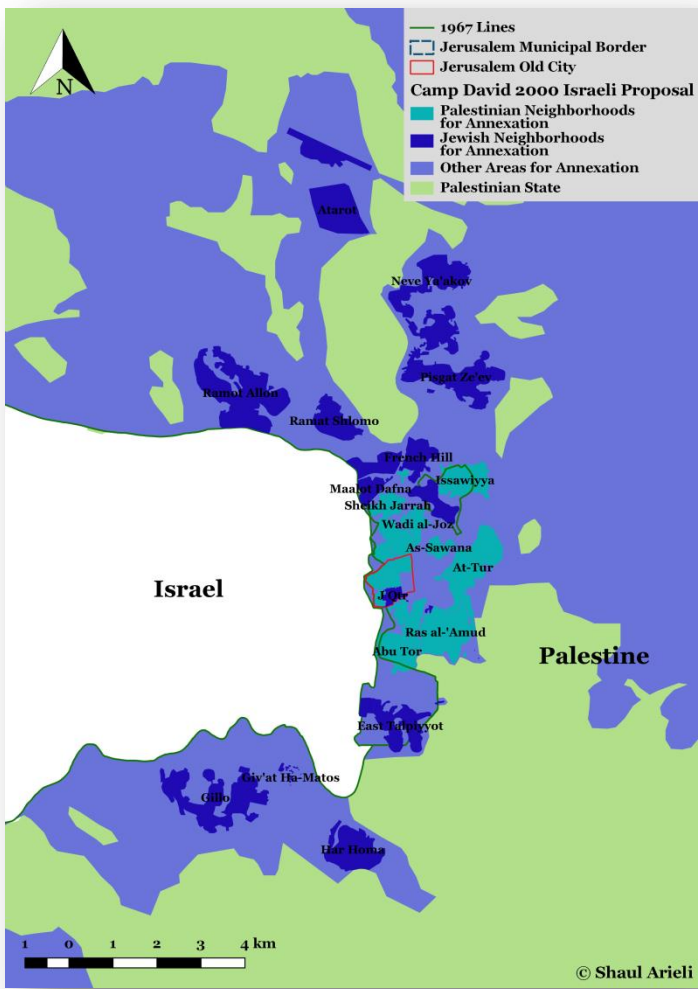 1967 Lines
Jerusalem Municipal Border
Jerusalem Old City
Camp David 2000 Israeli Proposal
Palestinian Neighborhoods
for Annexation
Jewish Neighborhoods
for Annexation
Other Areas for Annexation
Palestinian State
N
Atarot
Neve Ya'akov
Pisgat Ze'ev
Ramot Allon
Ramat Shlomo
French Hill
Issawiyya
Maalot Dafna
Sheikh Jarrah
Wadi al-Joz
As-Sawana
At-Tur
Israel
J Qtr
Ras al-'Amud
Abu Tor
Palestine
East Talpiyyot
Giv'at Ha-Matos
Gillo
Har Homa
1 0 1 2 3 4 km
© Shaul Arieli